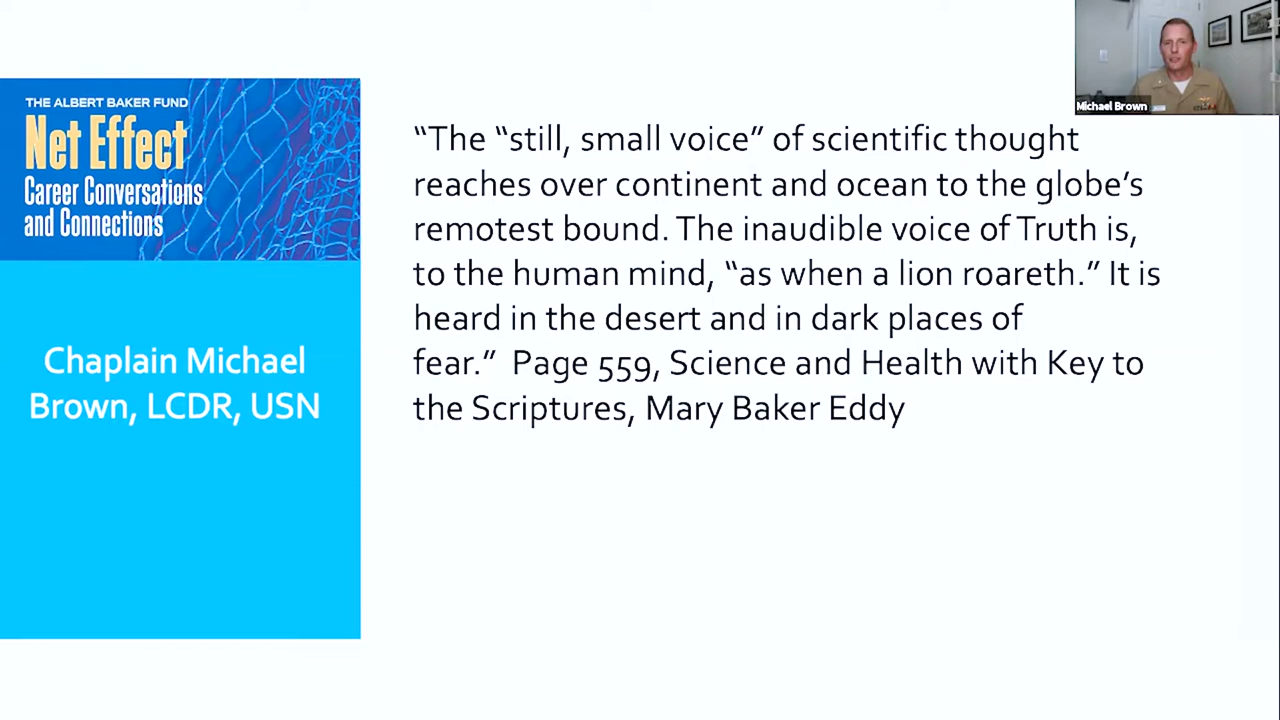 Michael Brown
THE ALBERT BAKER FUND
Net Effect
Career Conversations
and Connections
Chaplain Michael
Brown, LCDR, USN
“The “still, small voice” of scientific thought
reaches over continent and ocean to the globe’s
remotest bound. The inaudible voice of Truth is,
to the human mind, “as when a lion roareth.” It is
heard in the desert and in dark places of
fear.”  Page 559, Science and Health with Key to
the Scriptures, Mary Baker Eddy